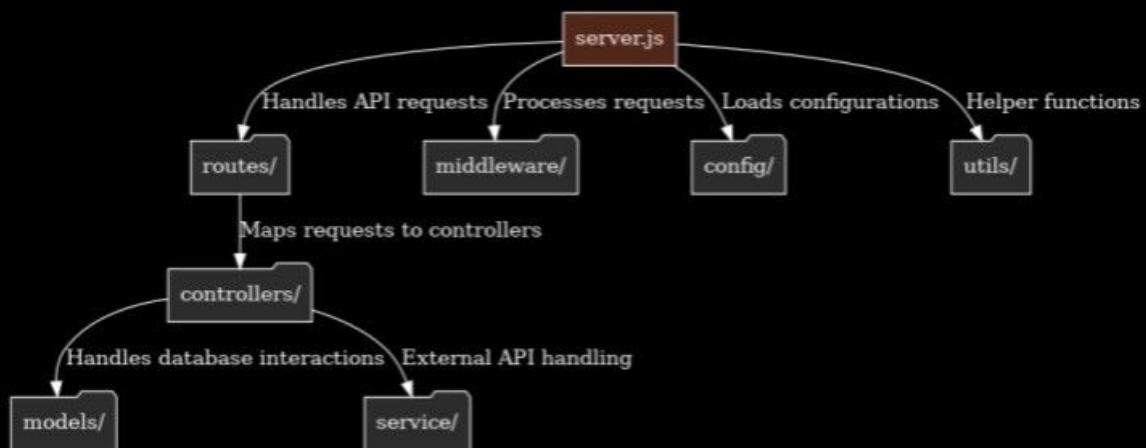 server.js
Handles API requests
Processes requests
Loads configurations
Helper functions
routes/
middleware/
config/
utils/
Maps requests to controllers
controllers/
Handles database interactions
External API handling
models/
service/